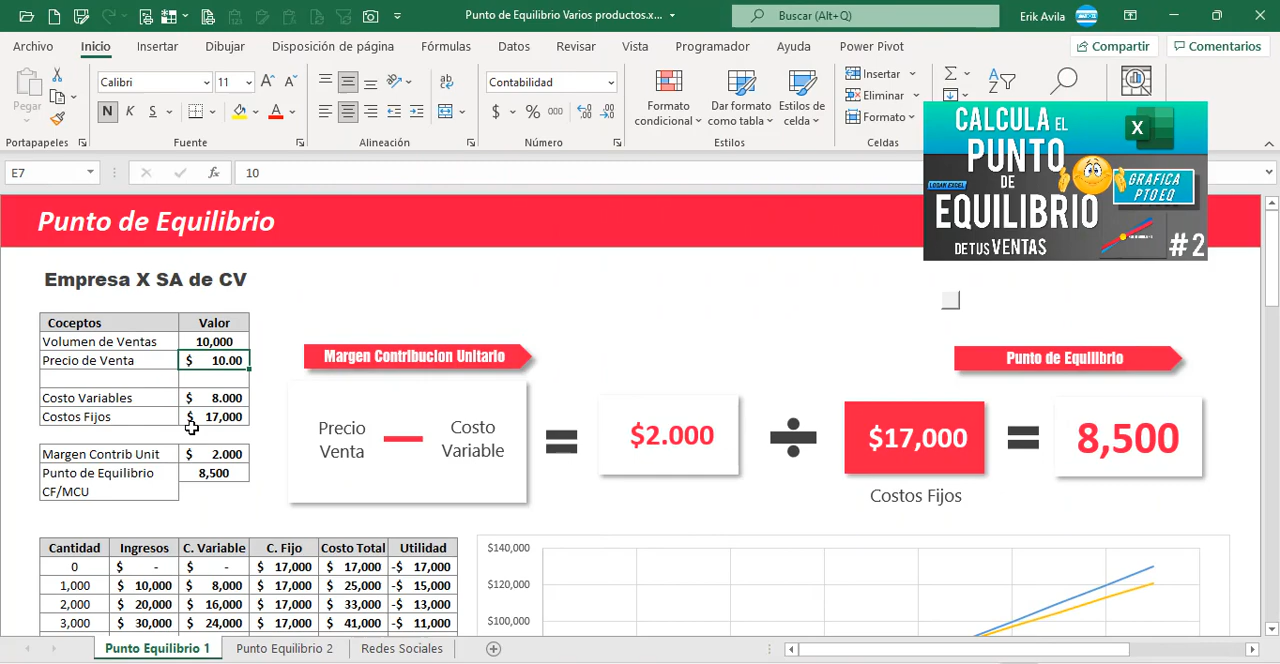 Punto de Equilibrio Varios productos.x...
Buscar (Alt+Q)
Erik Avila
Archivo Inicio Insertar Dibujar Disposición de página Fórmulas Datos Revisar Vista Programador Ayuda Power Pivot
Compartir Comentarios
Pegar
Calibri 11
N K S
Contabilidad
$ % 000
Formato condicional
Dar formato como tabla
Estilos de celda
Insertar
Eliminar
Formato
Portapapeles Fuente Alineación Número Estilos Celdas
E7 fx 10
CALCULA EL
PUNTO
DE
EQUILIBRIO
DE TUS VENTAS
LOGAN EXCEL
GRAFICA
PTO EQ
#2
Punto de Equilibrio
Empresa X SA de CV
Coceptos Valor
Volumen de Ventas 10,000
Precio de Venta $ 10.00
Costo Variables $ 8.000
Costos Fijos $ 17,000
Margen Contrib Unit $ 2.000
Punto de Equilibrio 8,500
CF/MCU
Margen Contribucion Unitario
Punto de Equilibrio
Precio
Venta
Costo
Variable
=
$2.000
÷
$17,000
Costos Fijos
=
8,500
Cantidad Ingresos C. Variable C. Fijo Costo Total Utilidad
0 $ - $ - $ 17,000 $ 17,000 -$ 17,000
1,000 $ 10,000 $ 8,000 $ 17,000 $ 25,000 -$ 15,000
2,000 $ 20,000 $ 16,000 $ 17,000 $ 33,000 -$ 13,000
3,000 $ 30,000 $ 24,000 $ 17,000 $ 41,000 -$ 11,000
$140,000
$120,000
$100,000
Punto Equilibrio 1 Punto Equilibrio 2 Redes Sociales